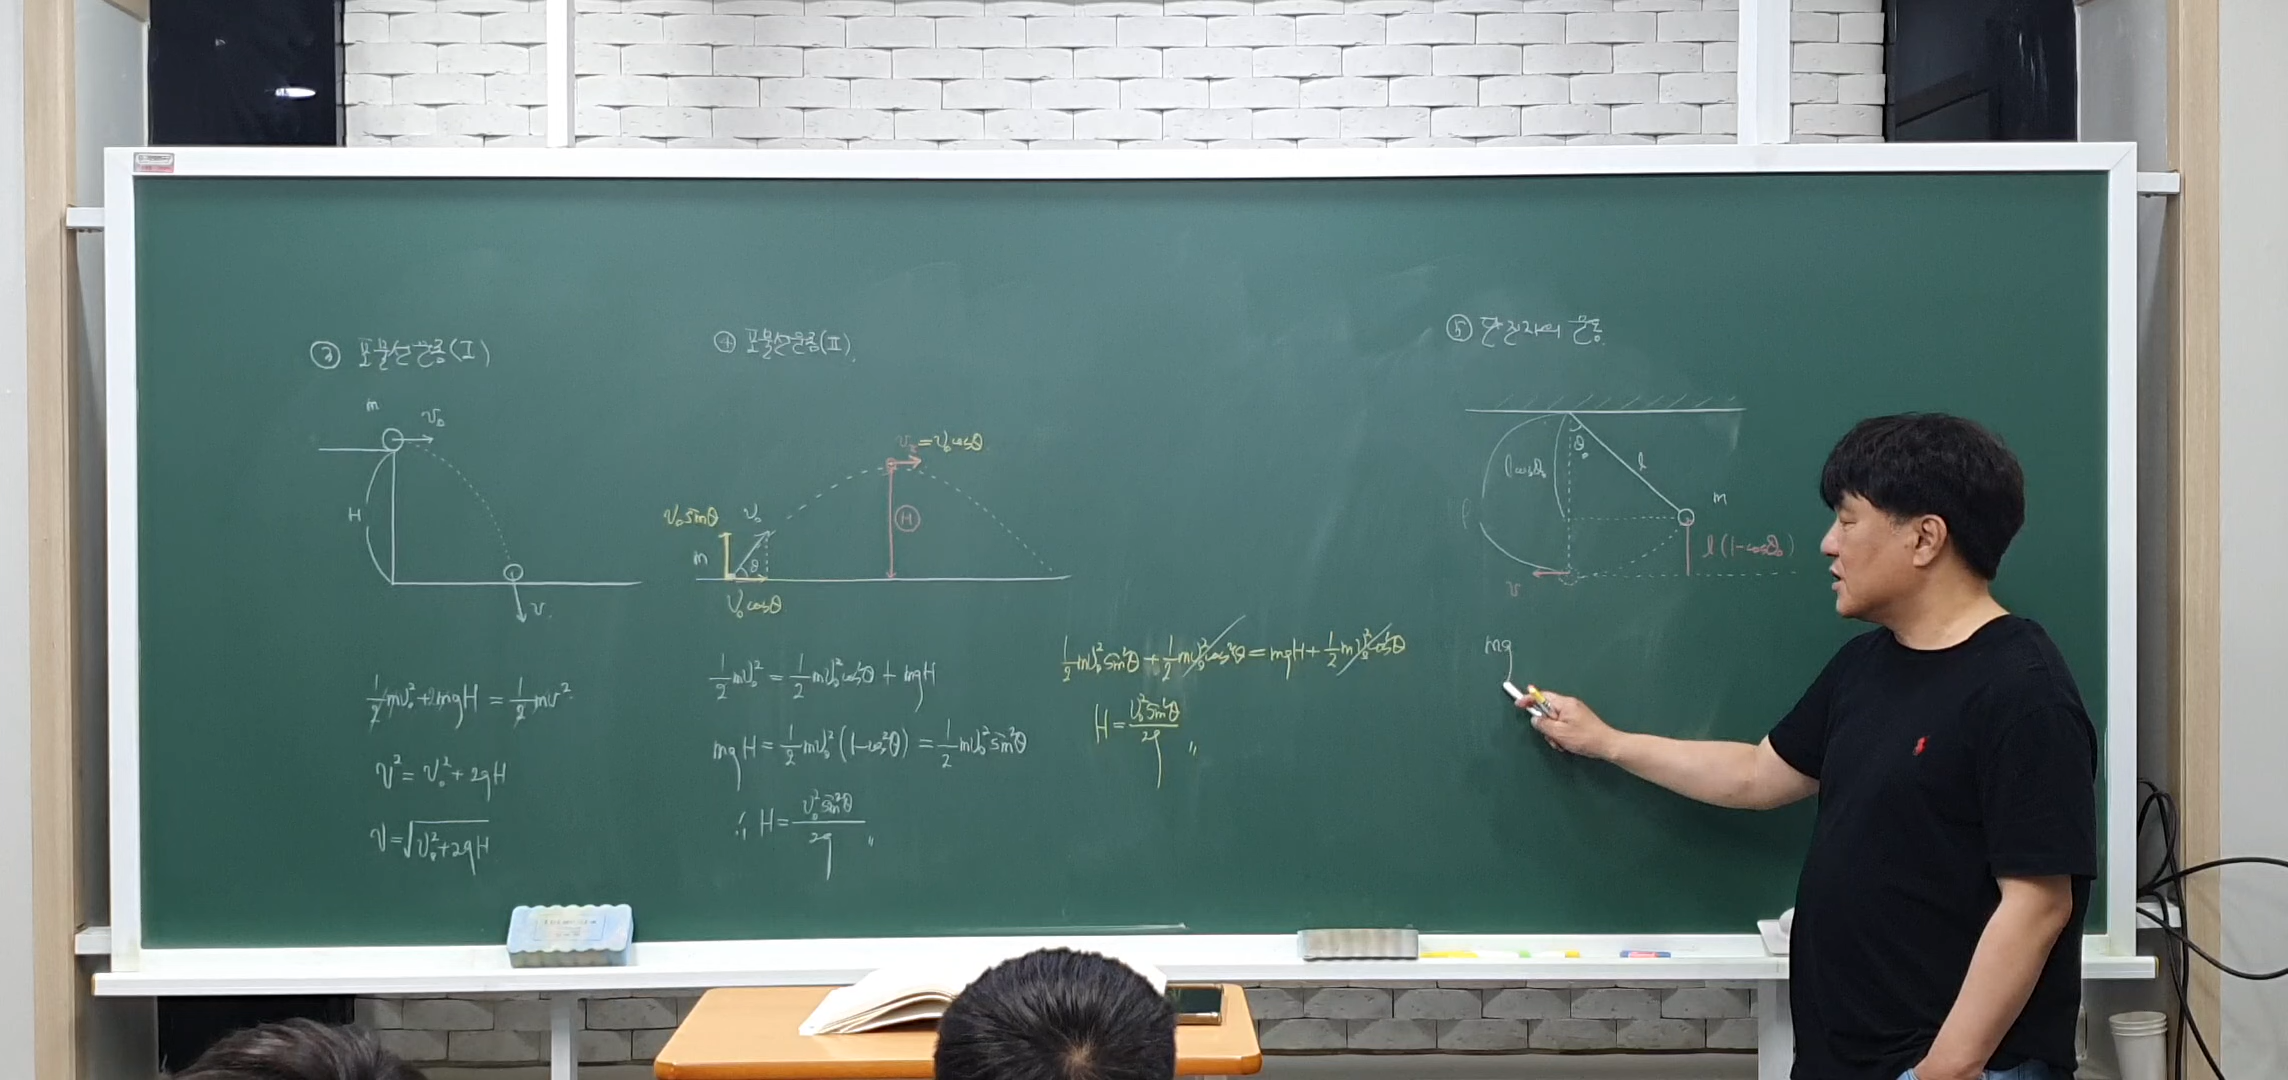 ③ 포물선운동(I)
m
v₀
H
v
½mv₀² + mgH = ½mv²
v² = v₀² + 2gH
v = √(v₀² + 2gH)
④ 포물선운동(II)
v₀sinθ
v₀
m
θ
v₀cosθ
vₓ = v₀cosθ
H
½mv₀² = ½mv₀²cos²θ + mgH
mgH = ½mv₀²(1-cos²θ) = ½mv₀²sin²θ
∴ H = v₀²sin²θ / 2g 〃
½mv₀²sin²θ + ½mv₀²cos²θ = mgH + ½mv₀²cos²θ
H = v₀²sin²θ / 2g 〃
⑤ 단진자의 운동
θ₀
l
lcosθ₀
l
m
l(1-cosθ₀)
v
mg